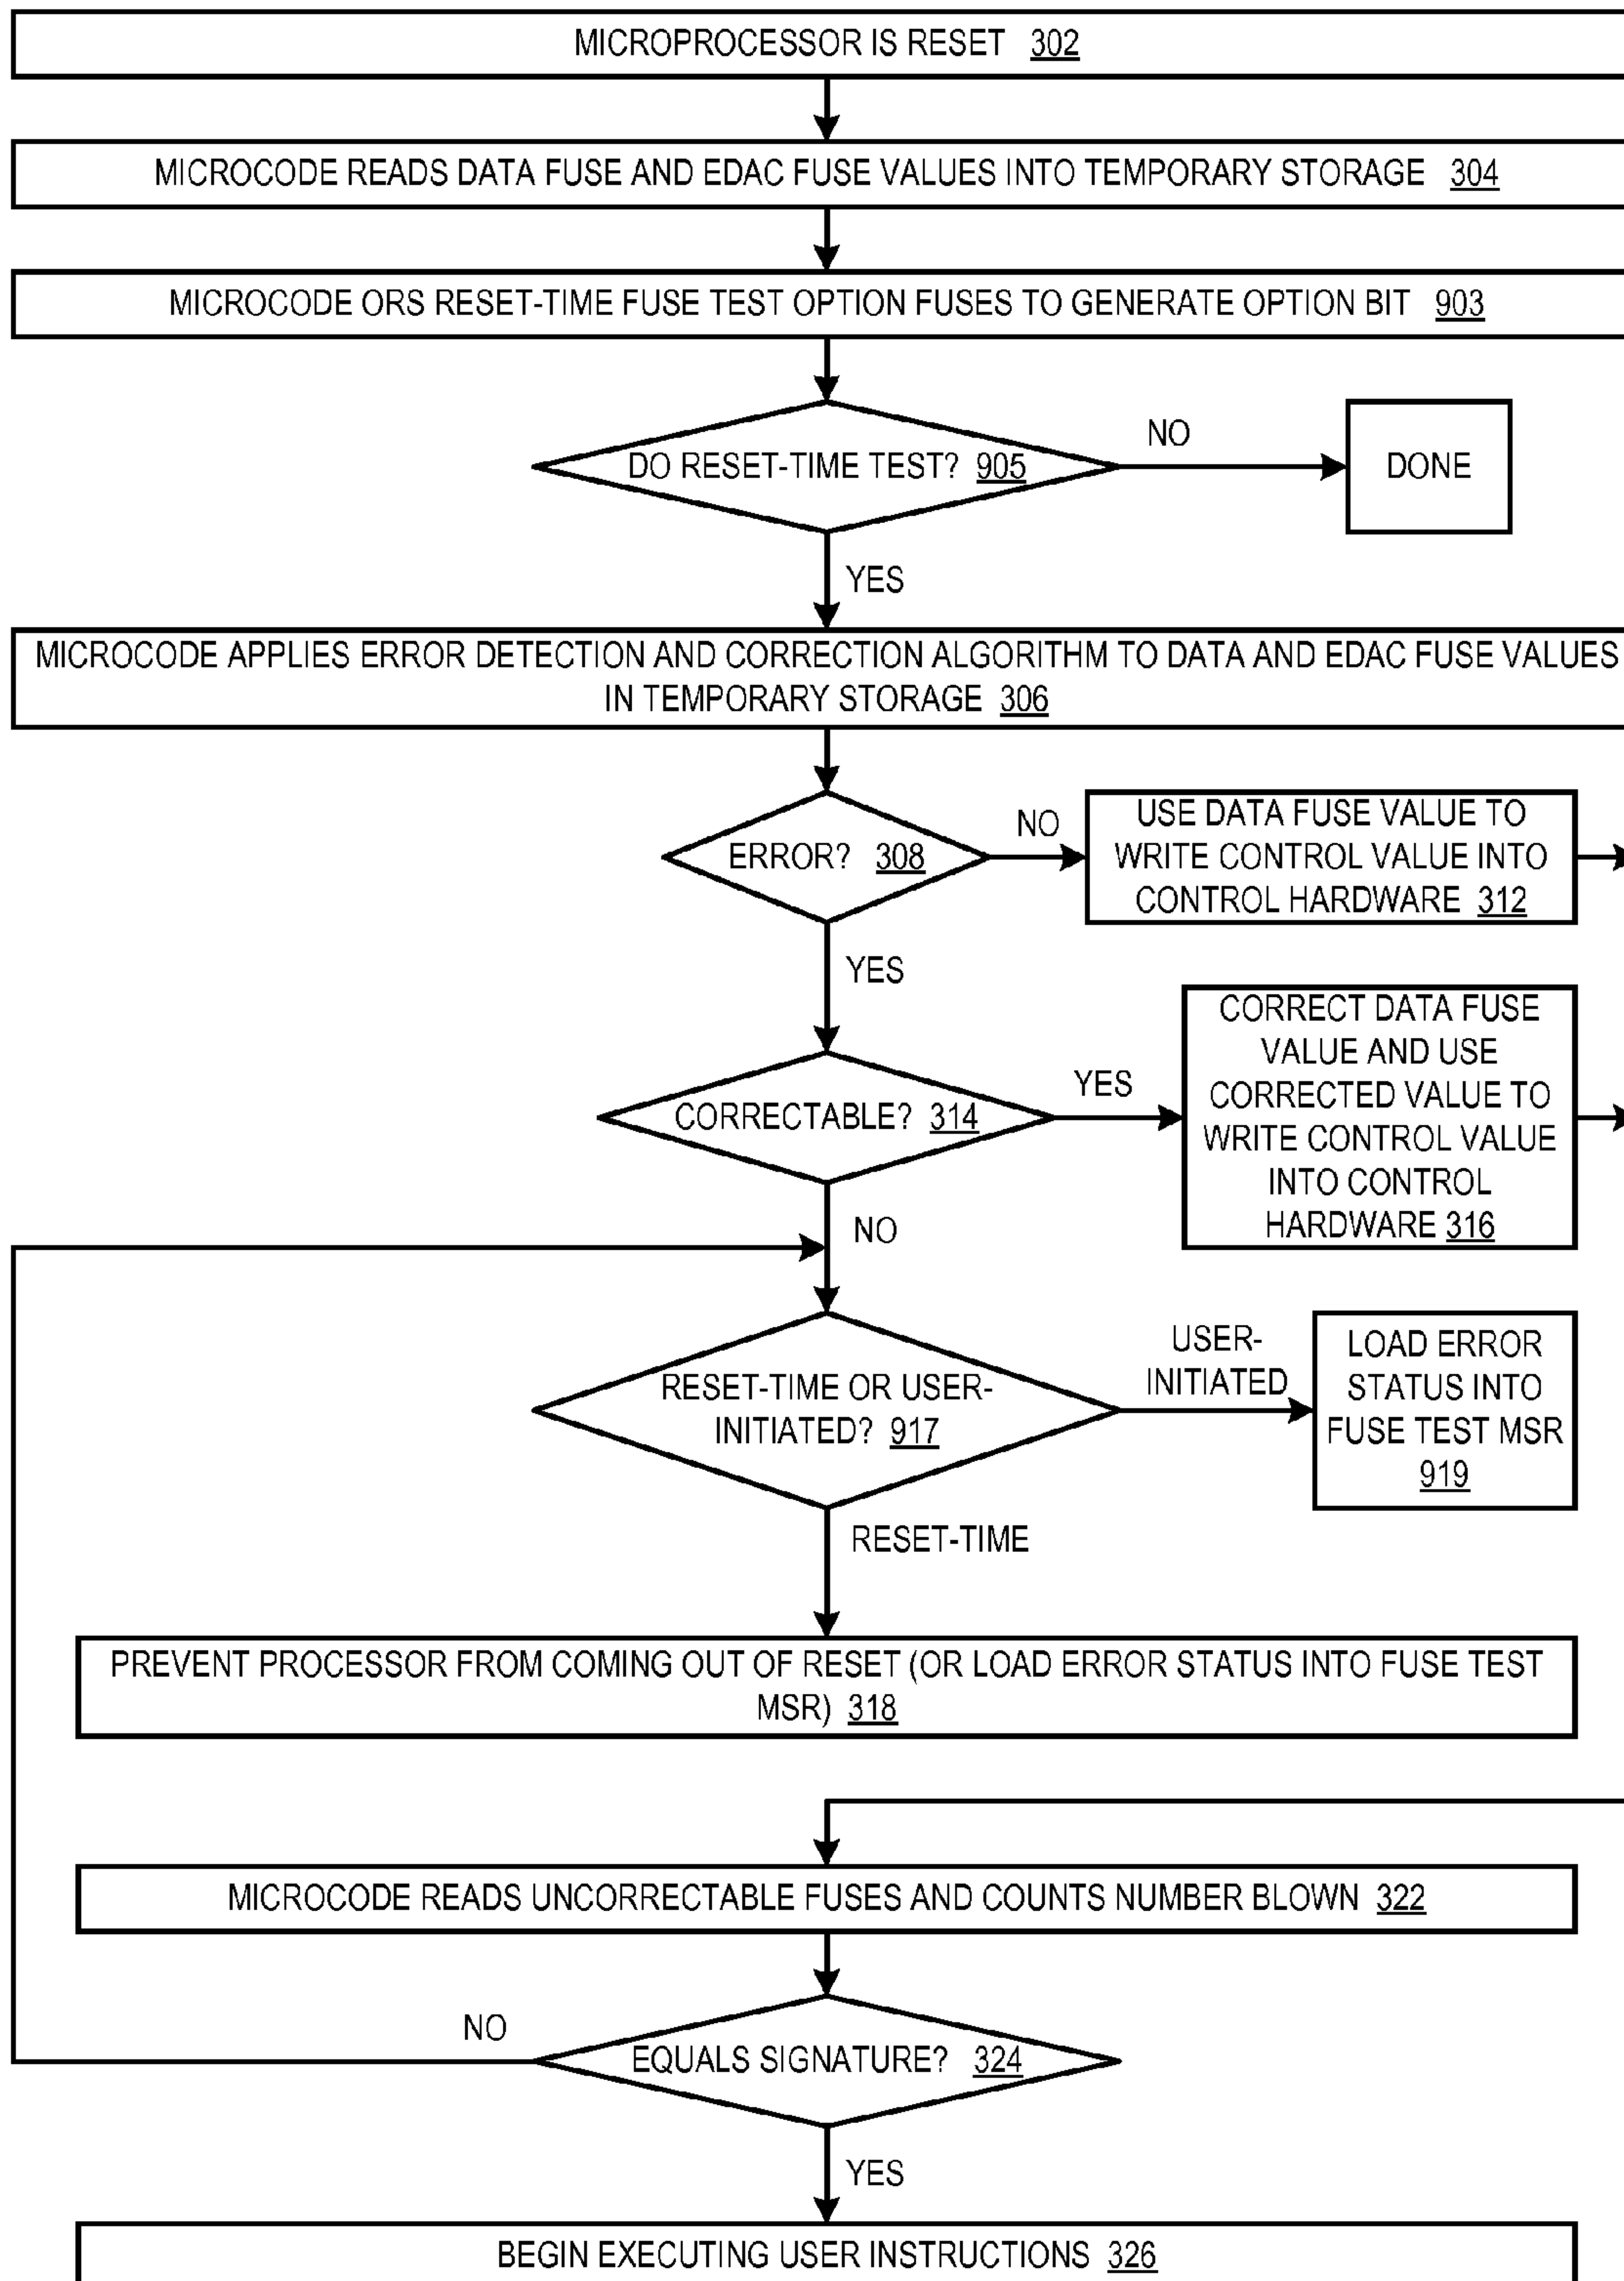 MICROPROCESSOR IS RESET 302
MICROCODE READS DATA FUSE AND EDAC FUSE VALUES INTO TEMPORARY STORAGE 304
MICROCODE ORS RESET-TIME FUSE TEST OPTION FUSES TO GENERATE OPTION BIT 903
DO RESET-TIME TEST? 905
NO
DONE
YES
MICROCODE APPLIES ERROR DETECTION AND CORRECTION ALGORITHM TO DATA AND EDAC FUSE VALUES
IN TEMPORARY STORAGE 306
ERROR? 308
NO
USE DATA FUSE VALUE TO
WRITE CONTROL VALUE INTO
CONTROL HARDWARE 312
YES
CORRECTABLE? 314
YES
CORRECT DATA FUSE
VALUE AND USE
CORRECTED VALUE TO
WRITE CONTROL VALUE
INTO CONTROL
HARDWARE 316
NO
RESET-TIME OR USER-
INITIATED? 917
USER-
INITIATED
LOAD ERROR
STATUS INTO
FUSE TEST MSR
919
RESET-TIME
PREVENT PROCESSOR FROM COMING OUT OF RESET (OR LOAD ERROR STATUS INTO FUSE TEST
MSR) 318
MICROCODE READS UNCORRECTABLE FUSES AND COUNTS NUMBER BLOWN 322
NO
EQUALS SIGNATURE? 324
YES
BEGIN EXECUTING USER INSTRUCTIONS 326